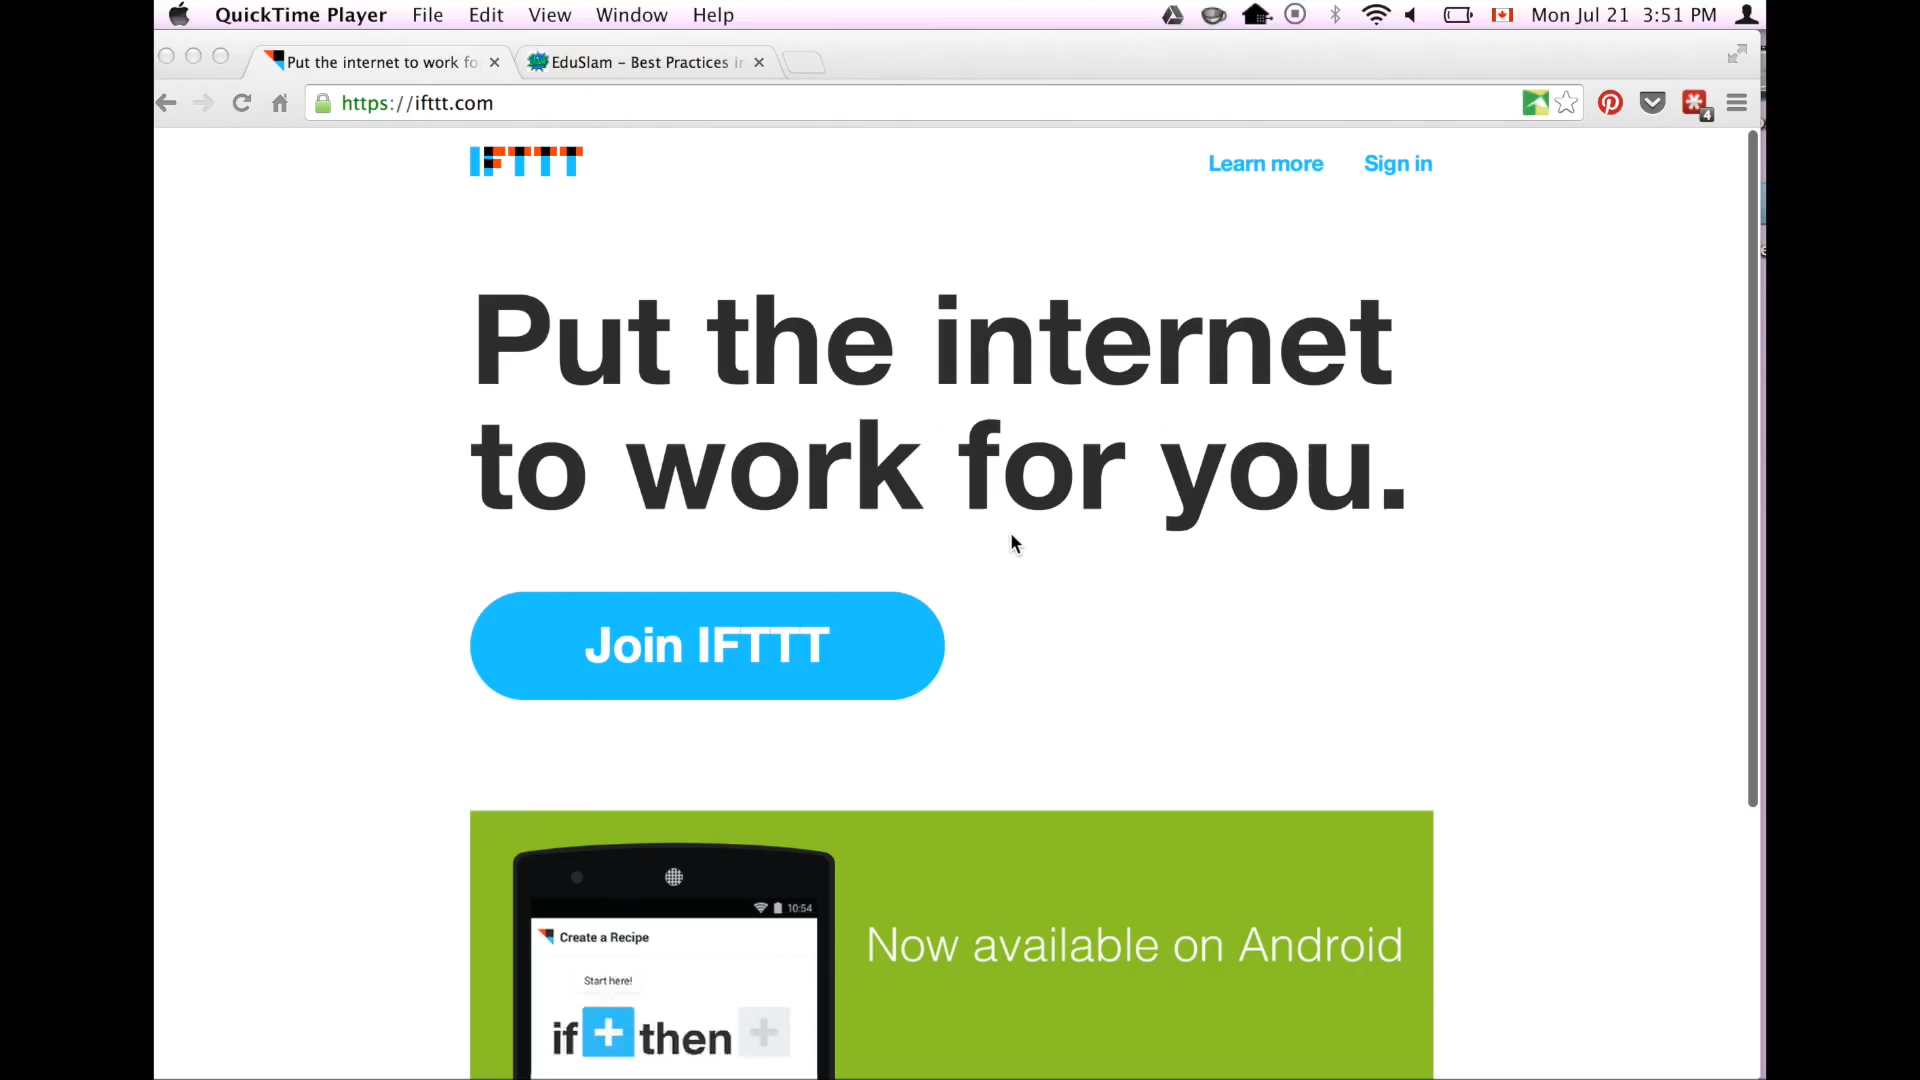 QuickTime Player File Edit View Window Help Mon Jul 21 3:51 PM
Put the internet to work fo EduSlam – Best Practices i
https://ifttt.com
4
IFTTT Learn more Sign in
Put the internet
to work for you.
Join IFTTT
10:54
Create a Recipe
Now available on Android
Start here!
if + then +